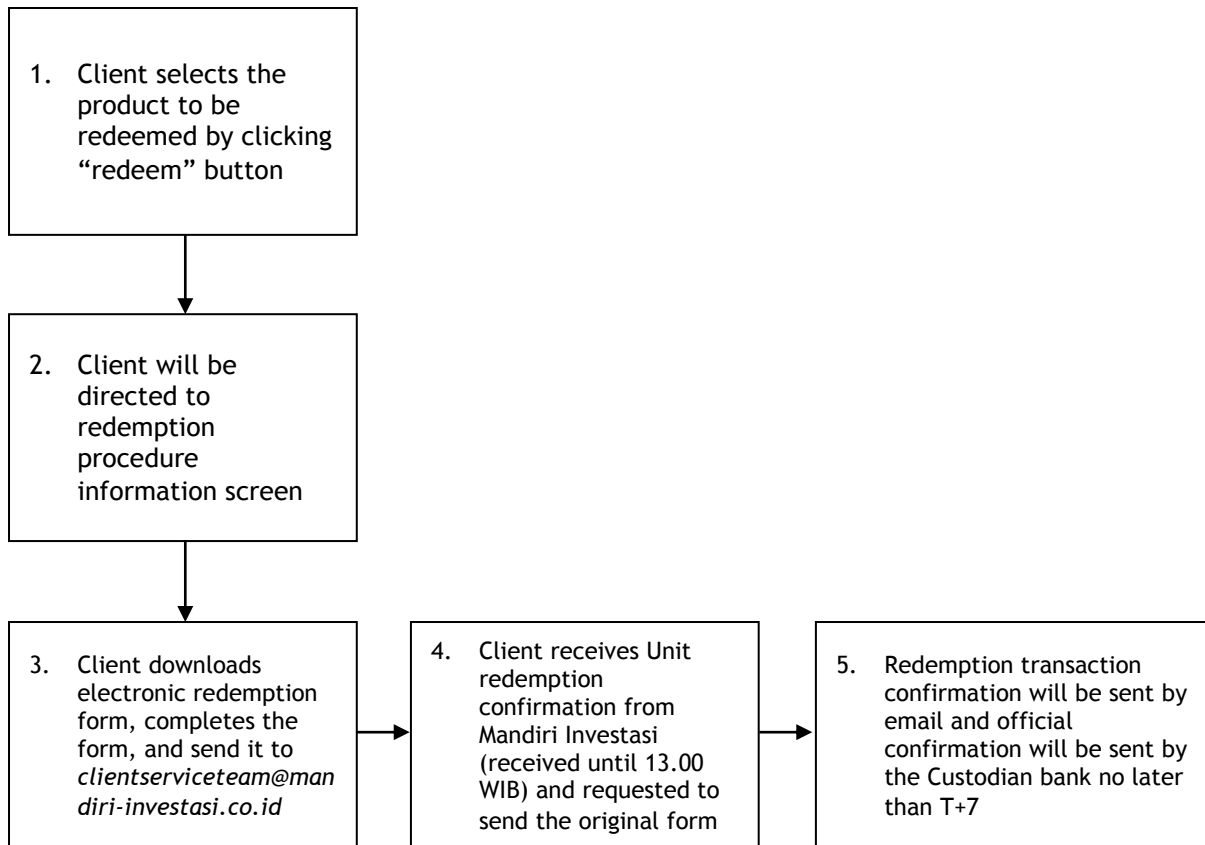 1. Client selects the
product to be
redeemed by clicking
“redeem” button
2. Client will be
directed to
redemption
procedure
information screen
3. Client downloads
electronic redemption
form, completes the
form, and send it to
clientserviceteam@man
diri-investasi.co.id
4. Client receives Unit
redemption
confirmation from
Mandiri Investasi
(received until 13.00
WIB) and requested to
send the original form
5. Redemption transaction
confirmation will be sent by
email and official
confirmation will be sent by
the Custodian bank no later
than T+7